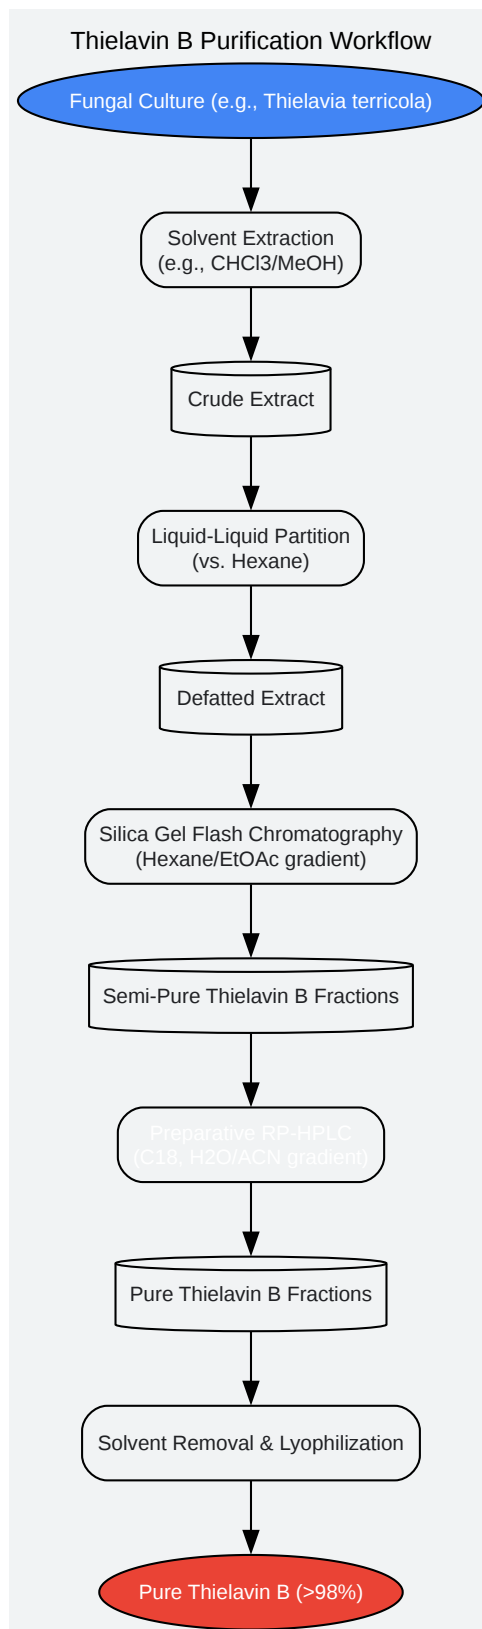 Thielavin B Purification Workflow
Fungal Culture (e.g., Thielavia terricola)
Solvent Extraction
(e.g., CHCl3/MeOH)
Crude Extract
Liquid-Liquid Partition
(vs. Hexane)
Defatted Extract
Silica Gel Flash Chromatography
(Hexane/EtOAc gradient)
Semi-Pure Thielavin B Fractions
Preparative RP-HPLC
(C18, H2O/ACN gradient)
Pure Thielavin B Fractions
Solvent Removal & Lyophilization
Pure Thielavin B (>98%)